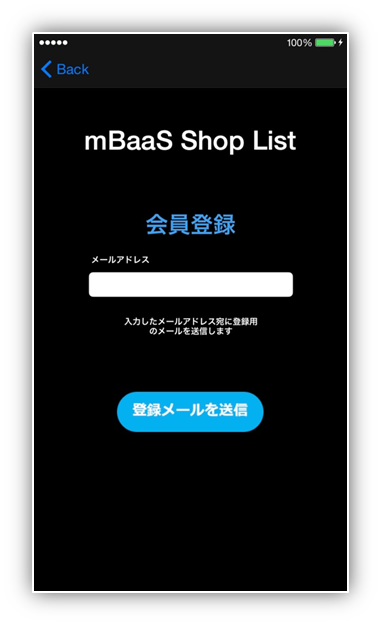 100%
Back
mBaaS Shop List
会員登録
メールアドレス
入力したメールアドレス宛に登録用
のメールを送信します
登録メールを送信